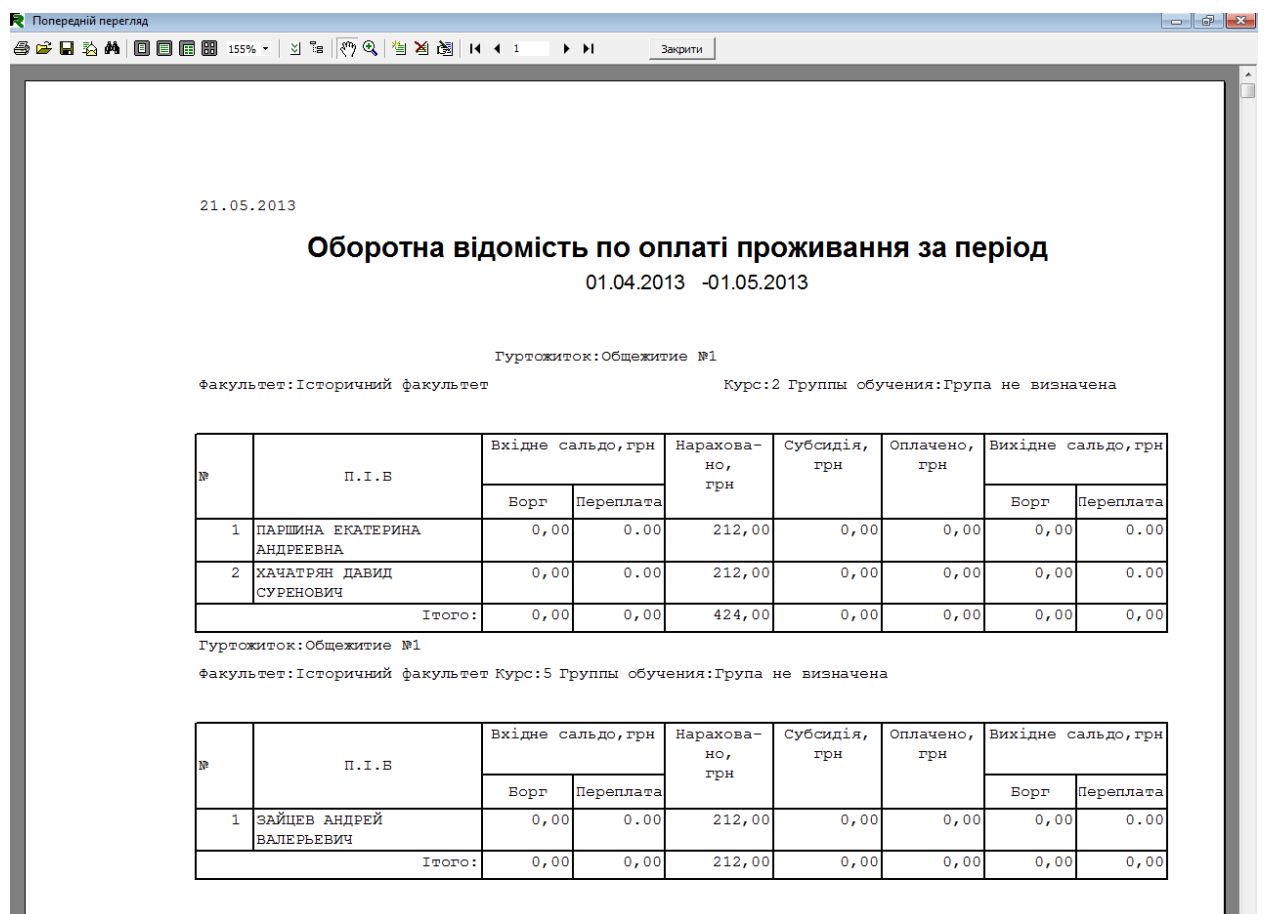 Попередній перегляд
155% 1 Закрити
21.05.2013
Оборотна відомість по оплаті проживання за період
01.04.2013 -01.05.2013
Гуртожиток:Общежитие №1
Факультет:Історичний факультет Курс:2 Группы обучения:Група не визначена
№ П.І.Б Вхідне сальдо,грн Нарахова- Субсидія, Оплачено, Вихідне сальдо,грн
но, грн грн
грн
Борг Переплата Борг Переплата
1 ПАРШИНА ЕКАТЕРИНА 0,00 0.00 212,00 0,00 0,00 0,00 0.00
АНДРЕЕВНА
2 ХАЧАТРЯН ДАВИД 0,00 0.00 212,00 0,00 0,00 0,00 0.00
СУРЕНОВИЧ
Ітого: 0,00 0,00 424,00 0,00 0,00 0,00 0,00
Гуртожиток:Общежитие №1
Факультет:Історичний факультет Курс:5 Группы обучения:Група не визначена
№ П.І.Б Вхідне сальдо,грн Нарахова- Субсидія, Оплачено, Вихідне сальдо,грн
но, грн грн
грн
Борг Переплата Борг Переплата
1 ЗАЙЦЕВ АНДРЕЙ 0,00 0.00 212,00 0,00 0,00 0,00 0.00
ВАЛЕРЬЕВИЧ
Ітого: 0,00 0,00 212,00 0,00 0,00 0,00 0,00